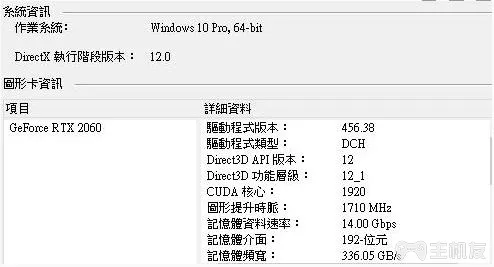 系統資訊
作業系統： Windows 10 Pro, 64-bit
DirectX 執行階段版本： 12.0
圖形卡資訊
項目 詳細資料
GeForce RTX 2060 驅動程式版本： 456.38
驅動程式類型： DCH
Direct3D API 版本： 12
Direct3D 功能層級： 12_1
CUDA 核心： 1920
圖形提升時脈： 1710 MHz
記憶體資料速率： 14.00 Gbps
記憶體介面： 192-位元
記憶體頻寬： 336.05 GB/s
主机友